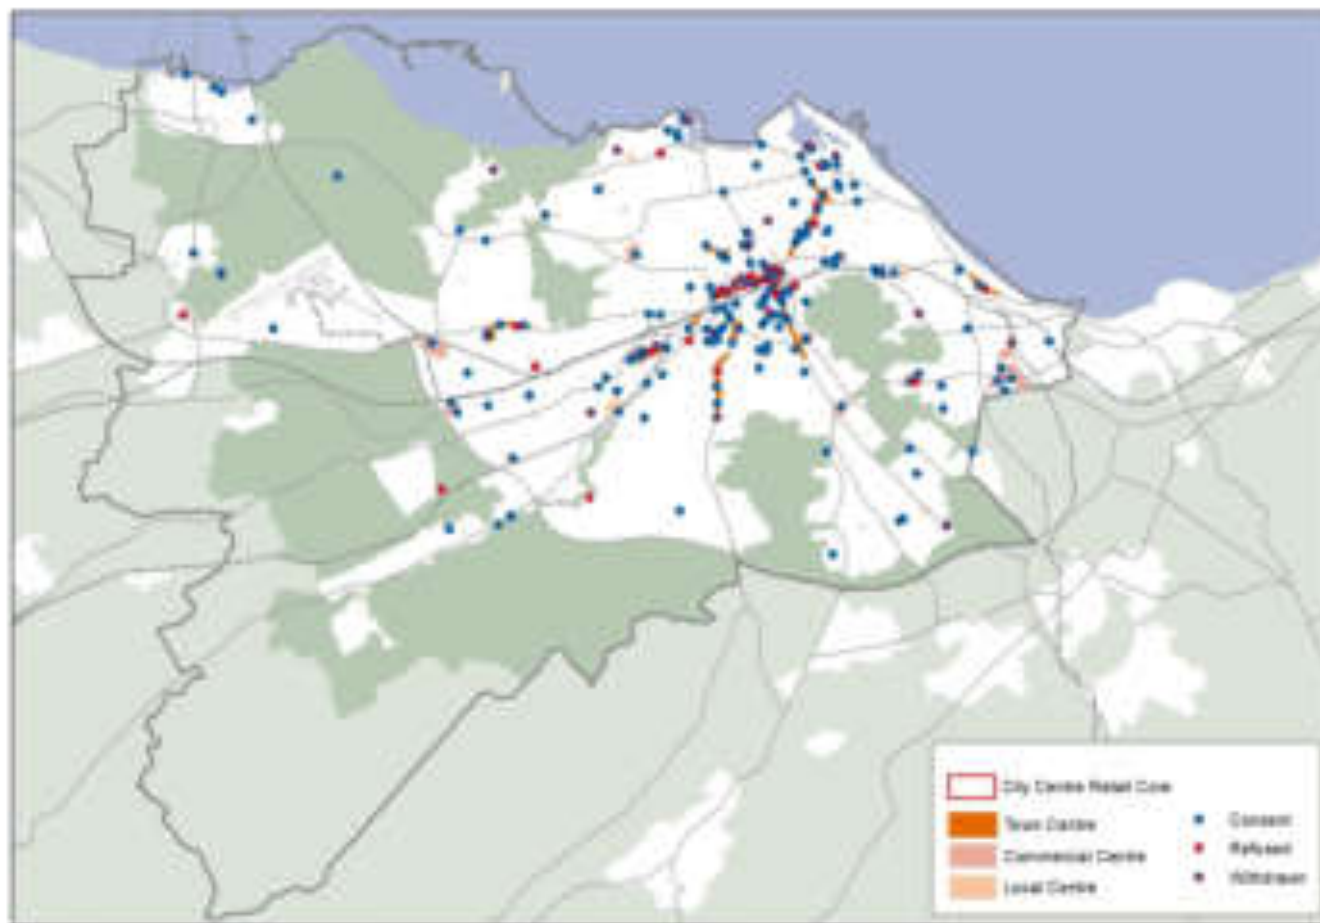 City Centre Retail Core
Town Centre
Commercial Centre
Local Centre
Consent
Refused
Withdrawn